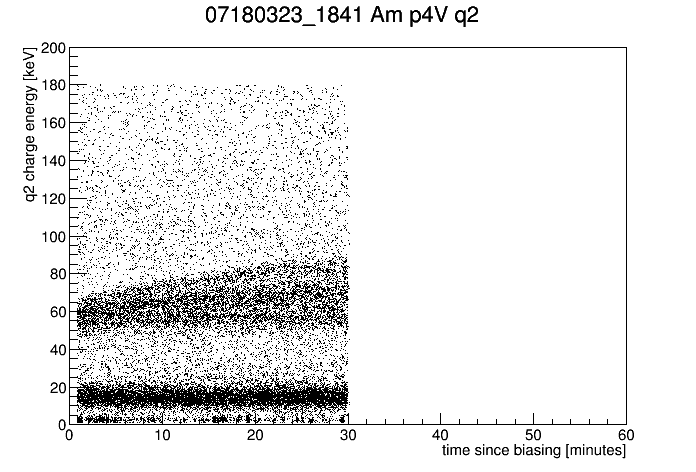 07180323_1841 Am p4V q2
q2 charge energy [keV]
200
180
160
140
120
100
80
60
40
20
0
0 10 20 30 40 50 60
time since biasing [minutes]